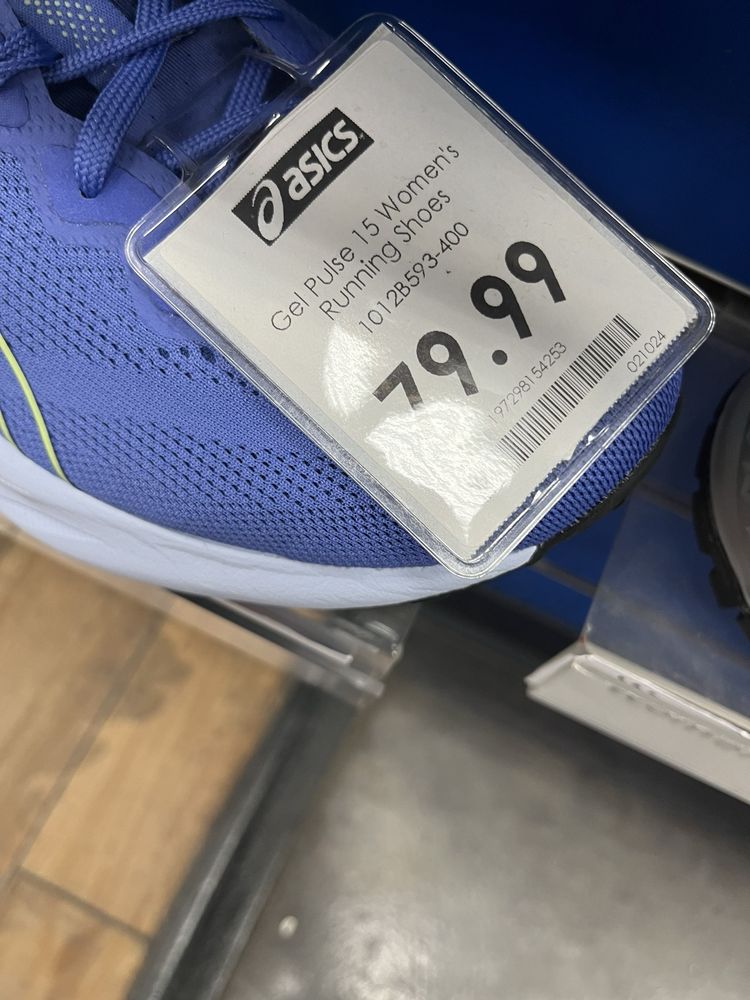 asics
Gel Pulse 15 Women's
Running Shoes
1012B593-400
79.99
197298154253
021024